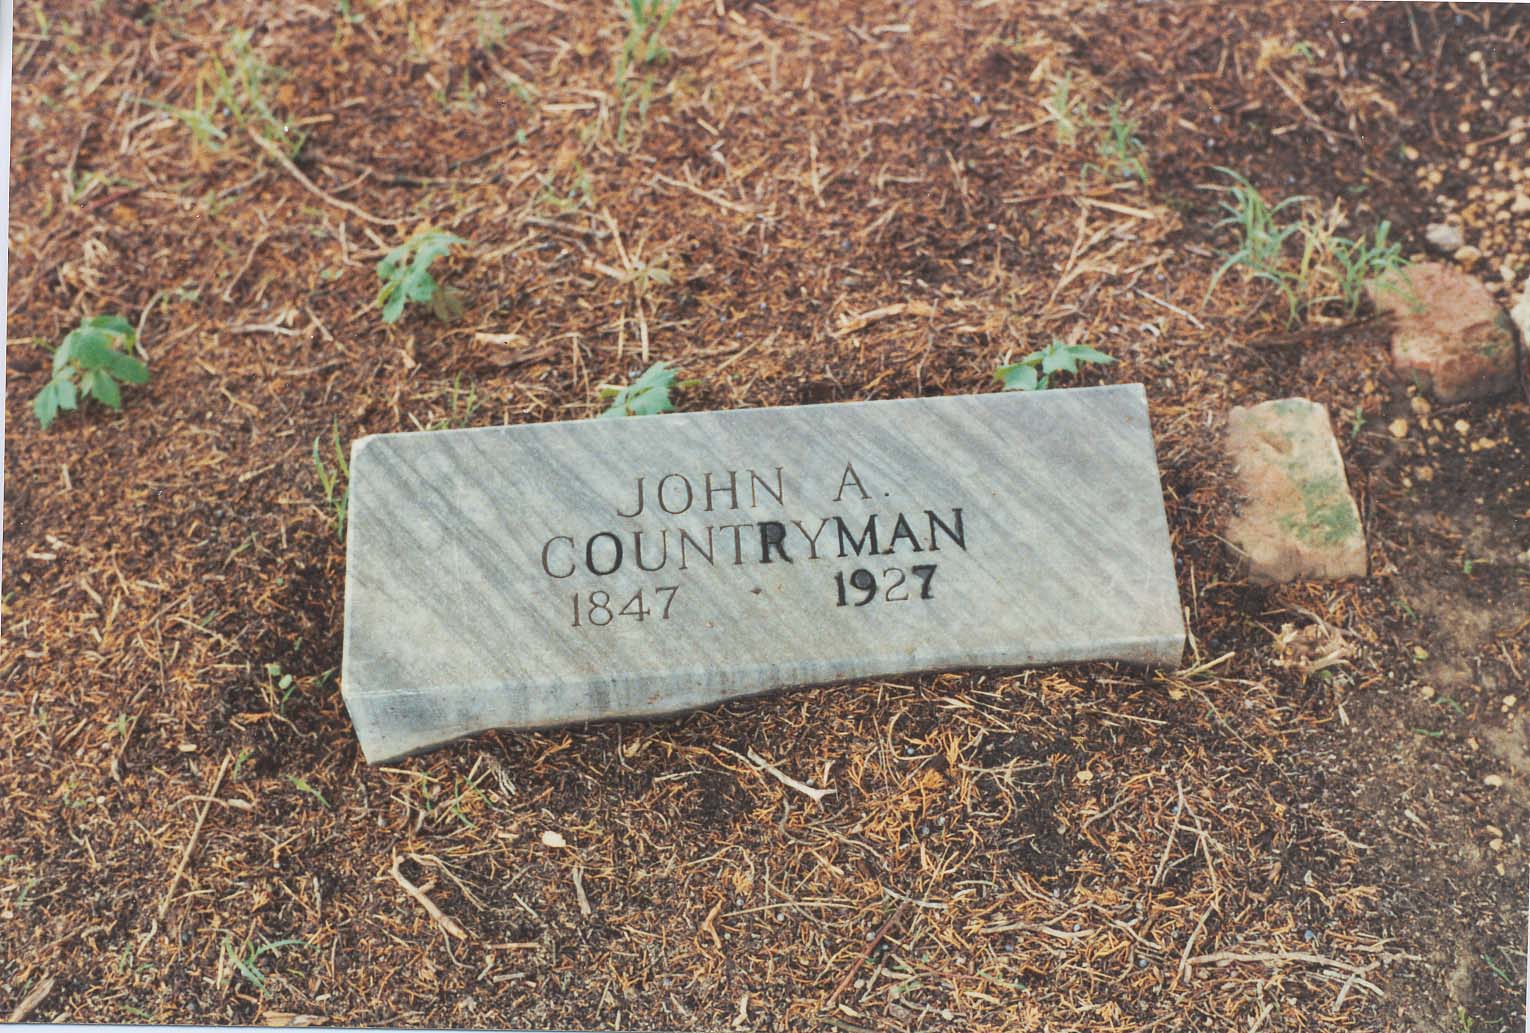 JOHN A.
COUNTRYMAN
1847 · 1927